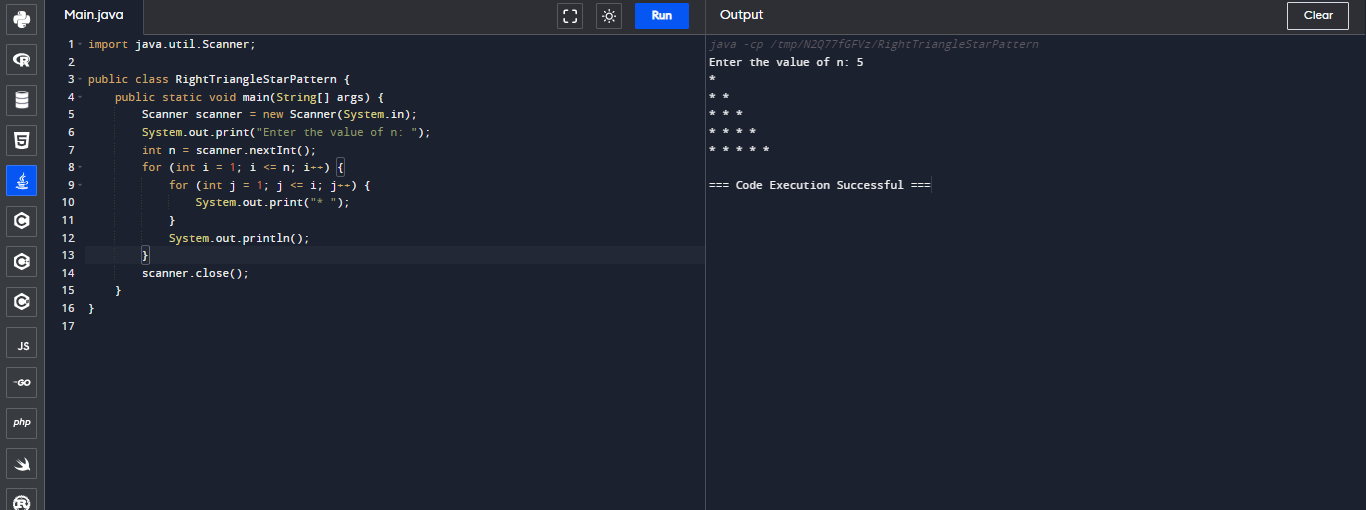 Main.java
Run
Output
Clear
1 import java.util.Scanner;
2
3 public class RightTriangleStarPattern {
4     public static void main(String[] args) {
5         Scanner scanner = new Scanner(System.in);
6         System.out.print("Enter the value of n: ");
7         int n = scanner.nextInt();
8         for (int i = 1; i <= n; i++) {
9             for (int j = 1; j <= i; j++) {
10                 System.out.print("* ");
11             }
12             System.out.println();
13         }
14         scanner.close();
15     }
16 }
17
java -cp /tmp/N2Q77fGFVz/RightTriangleStarPattern
Enter the value of n: 5
*
* *
* * *
* * * *
* * * * *
=== Code Execution Successful ===
R
5
C
C
C
JS
GO
php